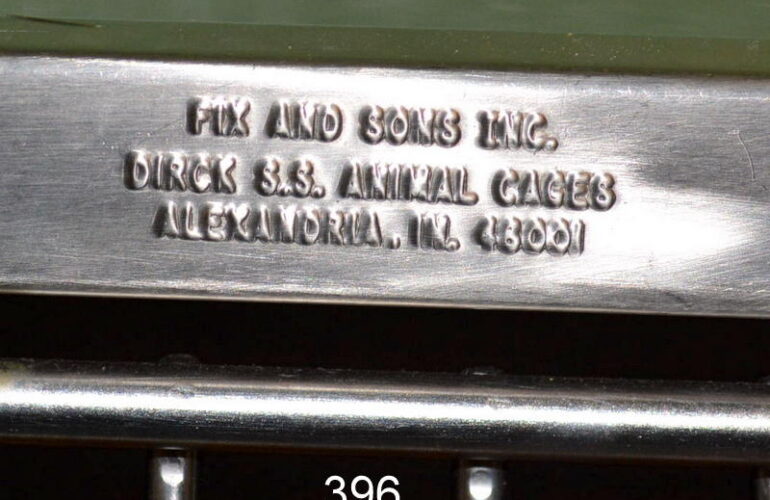 FIX AND SONS INC.
DIRCK S.S. ANIMAL CAGES
ALEXANDRIA, IN. 46001
396